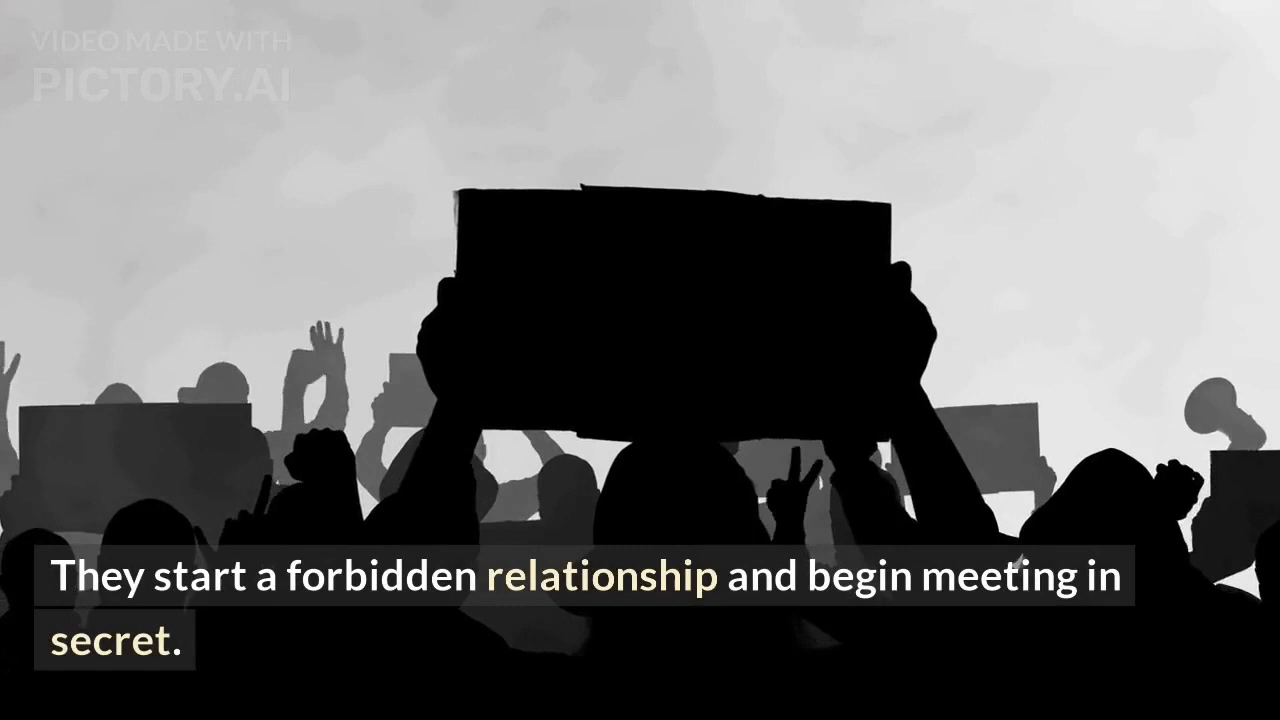 VIDEO MADE WITH
PICTORY.AI
They start a forbidden relationship and begin meeting in
secret.